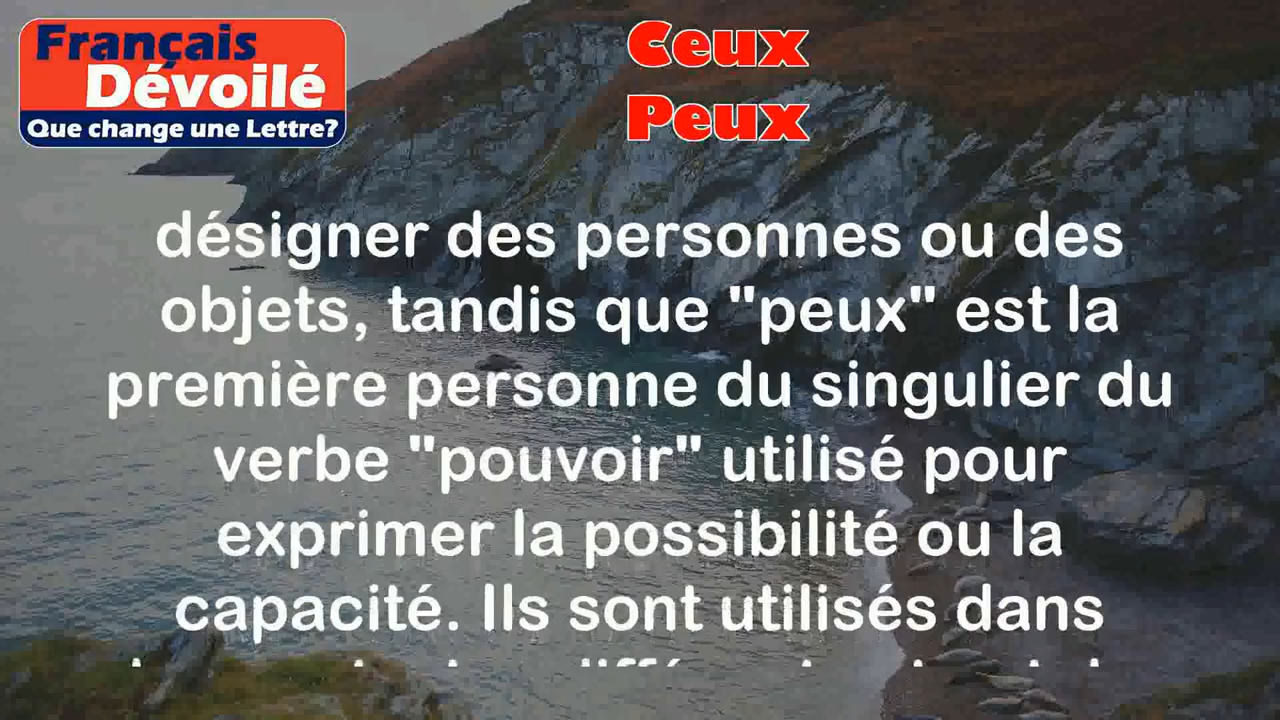 Français
Dévoilé
Que change une Lettre?
Ceux
Peux
désigner des personnes ou des
objets, tandis que "peux" est la
première personne du singulier du
verbe "pouvoir" utilisé pour
exprimer la possibilité ou la
capacité. Ils sont utilisés dans